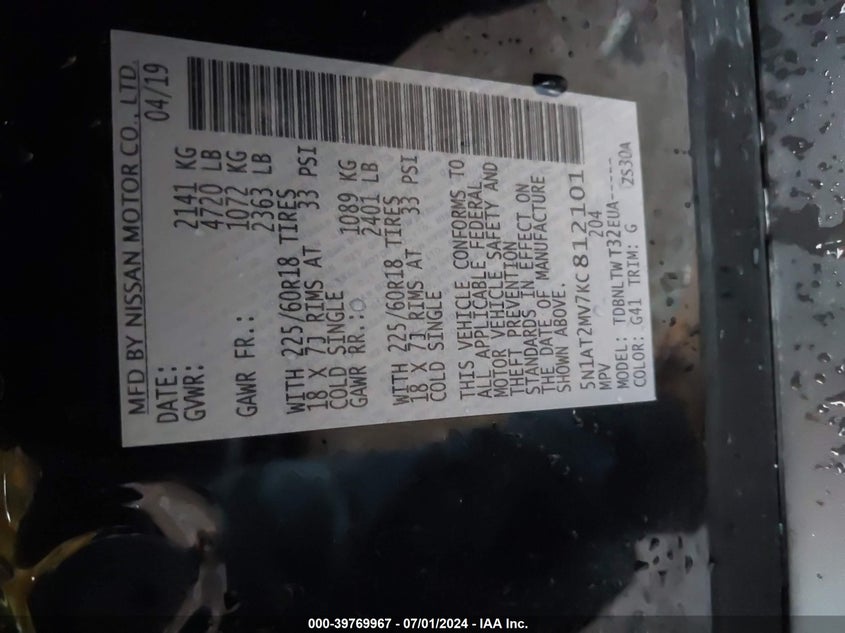 MFD BY NISSAN MOTOR CO., LTD.
DATE: 04/19
GVWR: 2141 KG
4720 LB
GAWR FR.: 1072 KG
2363 LB
WITH 225/60R18 TIRES
18 X 7J RIMS AT 33 PSI
COLD SINGLE
GAWR RR.: 1089 KG
2401 LB
WITH 225/60R18 TIRES
18 X 7J RIMS AT 33 PSI
COLD SINGLE
THIS VEHICLE CONFORMS TO
ALL APPLICABLE FEDERAL
MOTOR VEHICLE SAFETY AND
THEFT PREVENTION
STANDARDS IN EFFECT ON
THE DATE OF MANUFACTURE
SHOWN ABOVE.
5N1AT2MV7KC812101
MPV 204
MODEL: TDBNLTWT32EUA-----
COLOR: G41 TRIM: G ZS30A
000-39769967 - 07/01/2024 - IAA Inc.